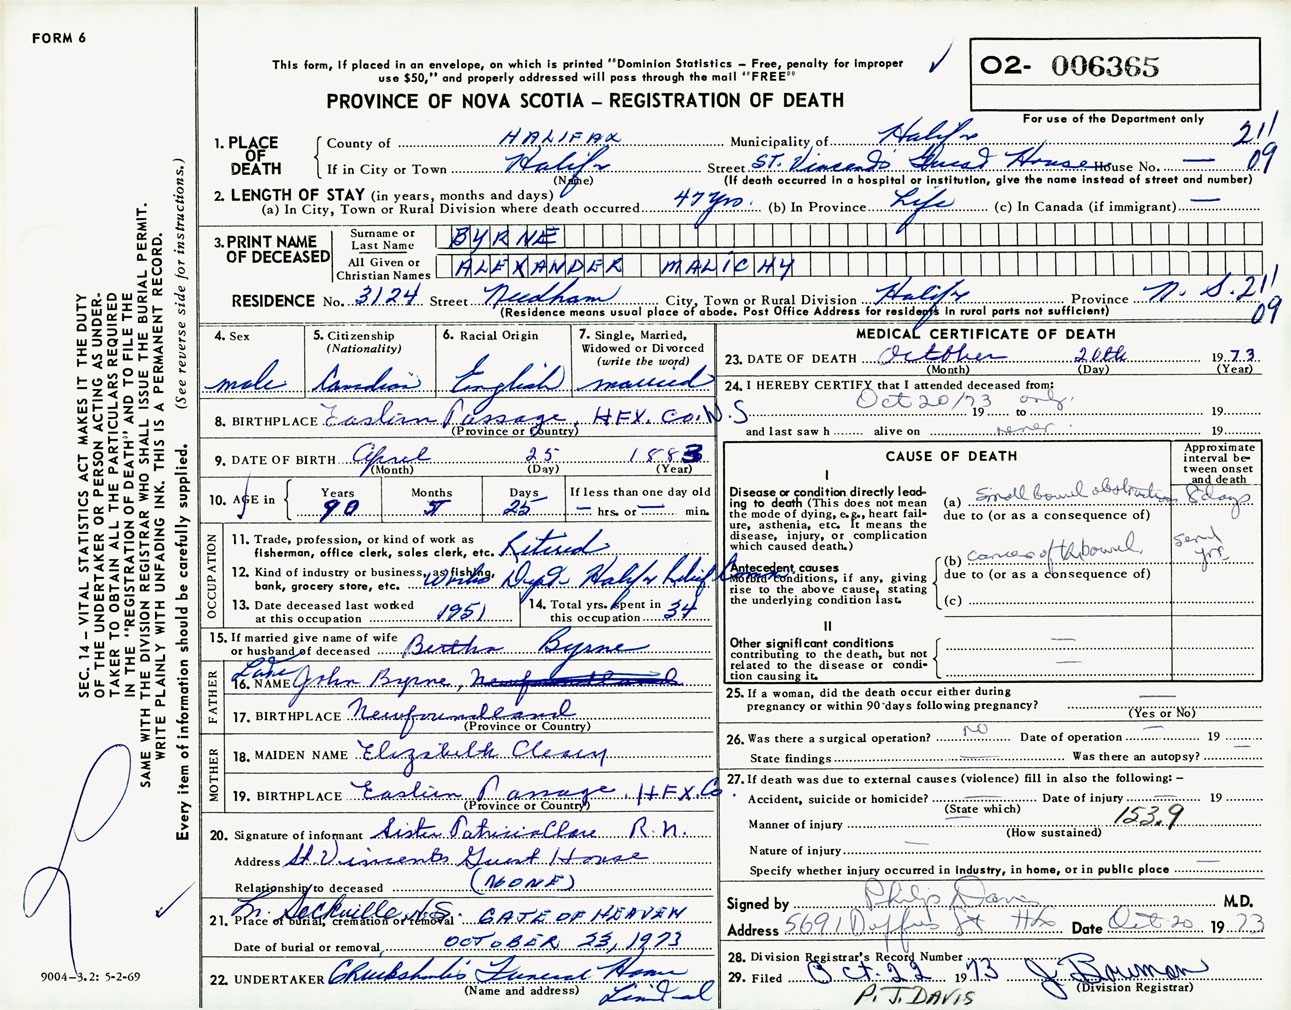 FORM 6
This form, if placed in an envelope, on which is printed "Dominion Statistics – Free, penalty for improper
use $50," and properly addressed will pass through the mail "FREE"
O2- 006365
PROVINCE OF NOVA SCOTIA – REGISTRATION OF DEATH
For use of the Department only
SEC. 14 – VITAL STATISTICS ACT MAKES IT THE DUTY
OF THE UNDERTAKER OR PERSON ACTING AS UNDER-
TAKER TO OBTAIN ALL THE PARTICULARS REQUIRED
IN THE "REGISTRATION OF DEATH" AND TO FILE THE
SAME WITH THE DIVISION REGISTRAR WHO SHALL ISSUE THE BURIAL PERMIT.
WRITE PLAINLY WITH UNFADING INK. THIS IS A PERMANENT RECORD.
Every item of information should be carefully supplied. (See reverse side for instructions.)
9004–3.2: 5-2-69
1. PLACE OF DEATH
County of HALIFAX Municipality of Halifx 211
If in City or Town Halifx Street ST. Vincents Guest House House No. — 09
(Name) (If death occurred in a hospital or institution, give the name instead of street and number)
2. LENGTH OF STAY (in years, months and days)
(a) In City, Town or Rural Division where death occurred 47 yrs. (b) In Province Life (c) In Canada (if immigrant) —
3. PRINT NAME OF DECEASED
Surname or Last Name BYRNE
All Given or Christian Names ALEXANDER MALICHY
RESIDENCE No. 3124 Street Needham City, Town or Rural Division Halifx Province N. S. 211
(Residence means usual place of abode. Post Office Address for residents in rural parts not sufficient) 09
4. Sex male
5. Citizenship (Nationality) Canadian
6. Racial Origin English
7. Single, Married, Widowed or Divorced (write the word) married
8. BIRTHPLACE Eastern Passage, HFX. Co. N.S
(Province or Country)
9. DATE OF BIRTH April 25 1883
(Month) (Day) (Year)
10. AGE in Years 90 Months 5 Days 25 If less than one day old — hrs. or — min.
OCCUPATION
11. Trade, profession, or kind of work as
fisherman, office clerk, sales clerk, etc. Retired
12. Kind of industry or business, as fishing,
bank, grocery store, etc. Works Dept. Halifx
13. Date deceased last worked
at this occupation 1951
14. Total yrs. spent in
this occupation 34
15. If married give name of wife
or husband of deceased Bertha Byrne
FATHER
Late
16. NAME John Byrne, Newfoundland
17. BIRTHPLACE Newfoundland
(Province or Country)
MOTHER
18. MAIDEN NAME Elizabeth
19. BIRTHPLACE Eastern Passage, HFX. Co.
(Province or Country)
20. Signature of informant Sister Patricia Clare R.N.
Address St. Vincents Guest House
Relationship to deceased (NONE)
Sackville N.S.
21. Place of burial, cremation or removal GATE OF HEAVEN
Date of burial or removal OCTOBER 23, 1973
22. UNDERTAKER Cruikshanks Funeral Home
(Name and address)
MEDICAL CERTIFICATE OF DEATH
23. DATE OF DEATH October 20th 1973
(Month) (Day) (Year)
24. I HEREBY CERTIFY that I attended deceased from:
Oct 20/73 19 to only. 19
and last saw h alive on never 19
CAUSE OF DEATH
Approximate interval be-
tween onset and death
I
Disease or condition directly lead-
ing to death (This does not
mean the mode of dying, e.g., heart fail-
ure, asthenia, etc. It means the
disease, injury, or complication
which caused death.)
(a) Small bowel obstruction 8 days
due to (or as a consequence of)
Antecedent causes
Morbid conditions, if any, giving
rise to the above cause, stating
the underlying condition last.
(b) cancer of the bowel
due to (or as a consequence of)
(c)
II
Other significant conditions
contributing to the death, but not
related to the disease or condi-
tion causing it.
25. If a woman, did the death occur either during
pregnancy or within 90 days following pregnancy? —
(Yes or No)
26. Was there a surgical operation? NO Date of operation — 19
State findings Was there an autopsy? —
27. If death was due to external causes (violence) fill in also the following: –
Accident, suicide or homicide? — Date of injury — 19
(State which) 153.9
Manner of injury
(How sustained)
Nature of injury —
Specify whether injury occurred in industry, in home, or in public place —
Signed by Philip Davis M.D.
Address 5691 Duffus St Hfx Date Oct 20 1973
28. Division Registrar's Record Number
29. Filed Oct. 22 1973 J. Bowman
(Division Registrar)
P. J. DAVIS